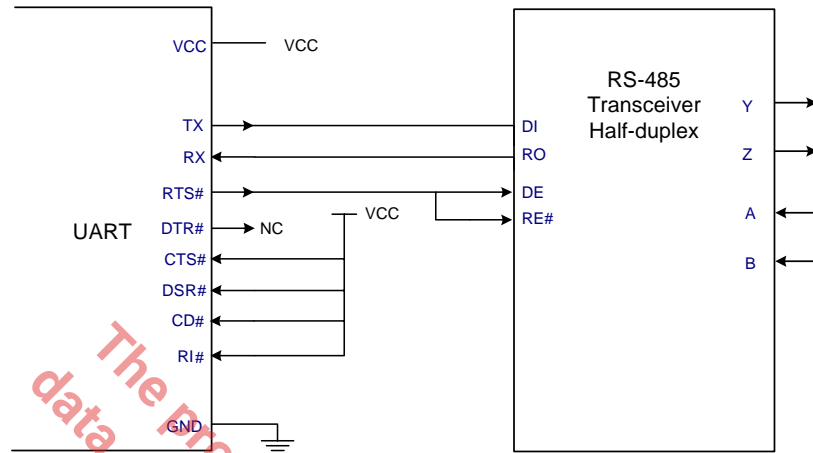 VCC
VCC
RS-485
Transceiver
Half-duplex
Y
TX
DI
RX
RO
Z
RTS#
DE
RE#
VCC
A
UART
DTR#
NC
CTS#
B
DSR#
CD#
RI#
GND
The pro
data